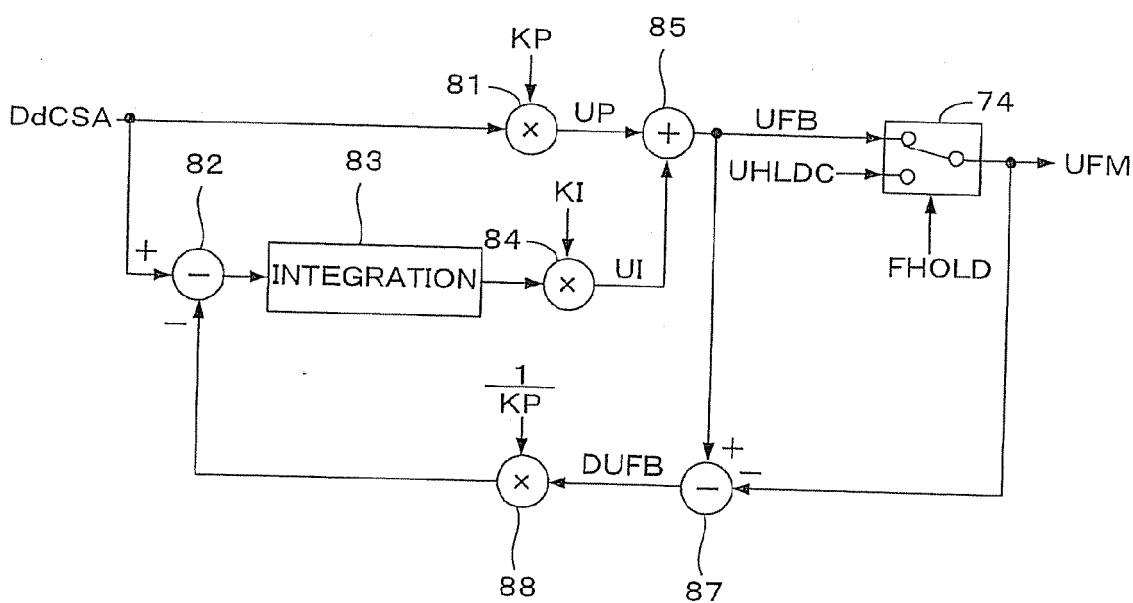 85
KP
81
UP
74
DdCSA
×
+
UFB
UHLDC
UFM
82
83
KI
84
FHOLD
+
−
INTEGRATION
×
UI
−
1
KP
+
−
DUFB
×
−
88
87